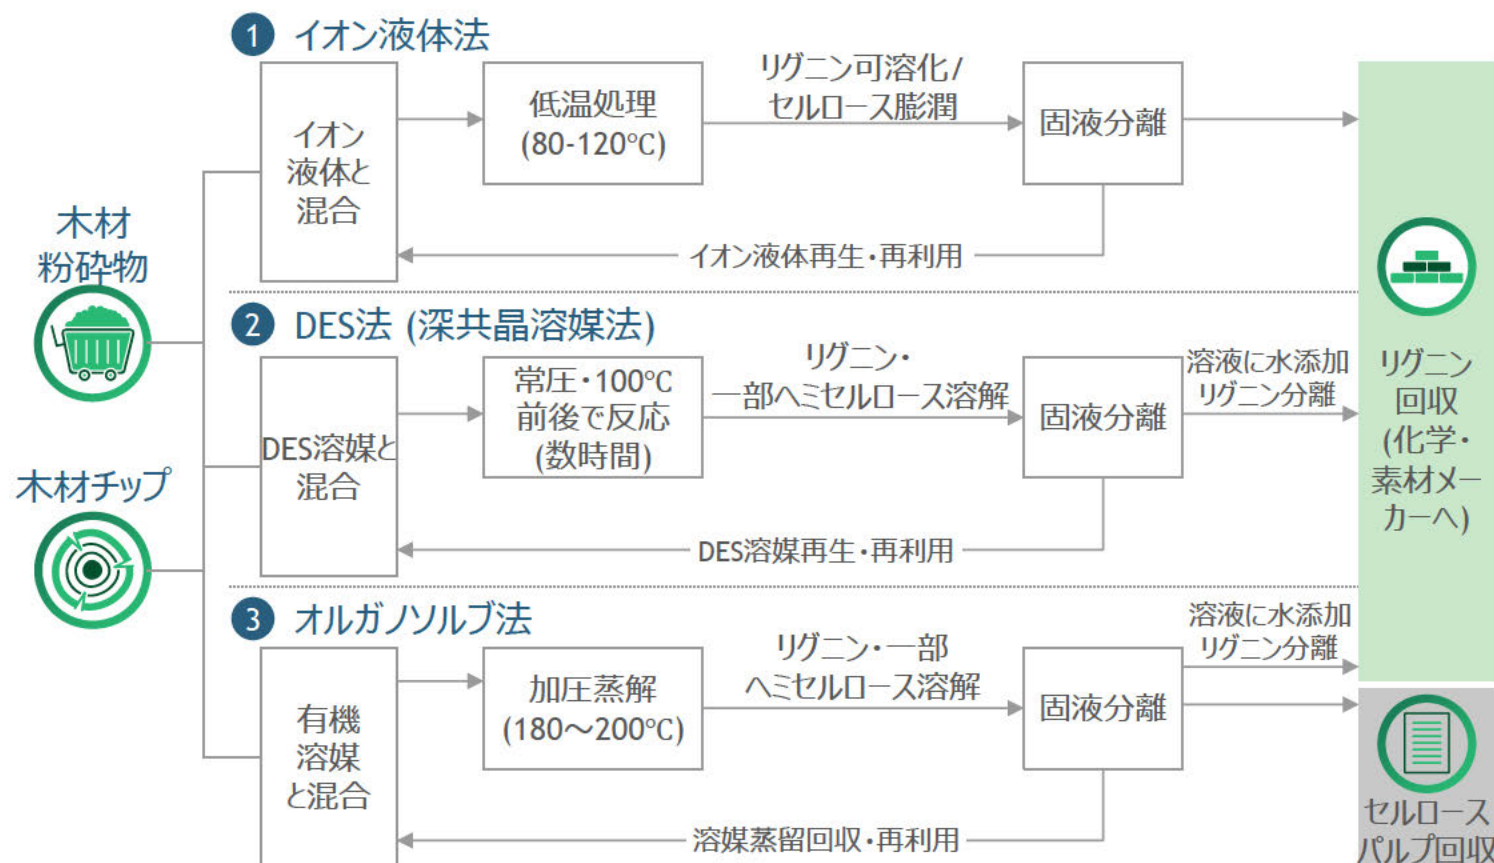 木材
粉砕物
木材チップ
1 イオン液体法
イオン
液体と
混合
低温処理
(80-120℃)
リグニン可溶化/
セルロース膨潤
固液分離
イオン液体再生・再利用
2 DES法 (深共晶溶媒法)
DES溶媒と
混合
常圧・100℃
前後で反応
(数時間)
リグニン・
一部ヘミセルロース溶解
固液分離
溶液に水添加
リグニン分離
DES溶媒再生・再利用
3 オルガノソルブ法
有機
溶媒
と混合
加圧蒸解
(180～200℃)
リグニン・一部
ヘミセルロース溶解
固液分離
溶液に水添加
リグニン分離
溶媒蒸留回収・再利用
リグニン
回収
(化学・
素材メー
カーへ)
セルロース
パルプ回収